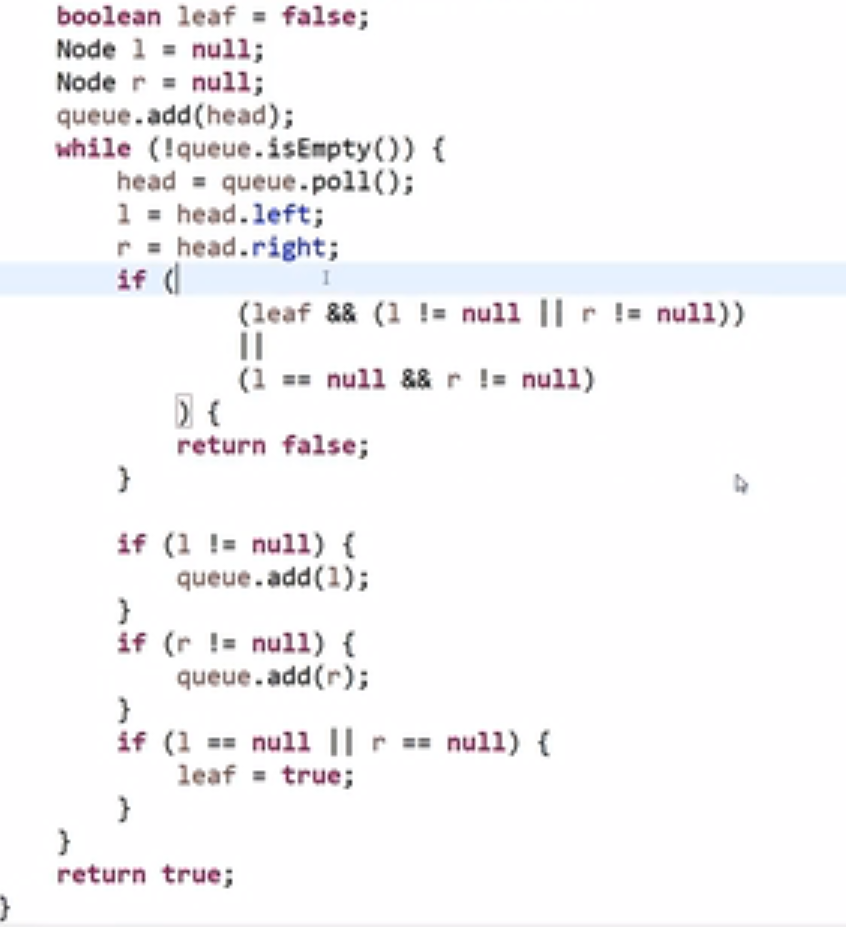 boolean leaf = false;
Node l = null;
Node r = null;
queue.add(head);
while (!queue.isEmpty()) {
head = queue.poll();
l = head.left;
r = head.right;
if (
(leaf && (l != null || r != null))
||
(l == null && r != null)
) {
return false;
}
if (l != null) {
queue.add(l);
}
if (r != null) {
queue.add(r);
}
if (l == null || r == null) {
leaf = true;
}
}
return true;
}